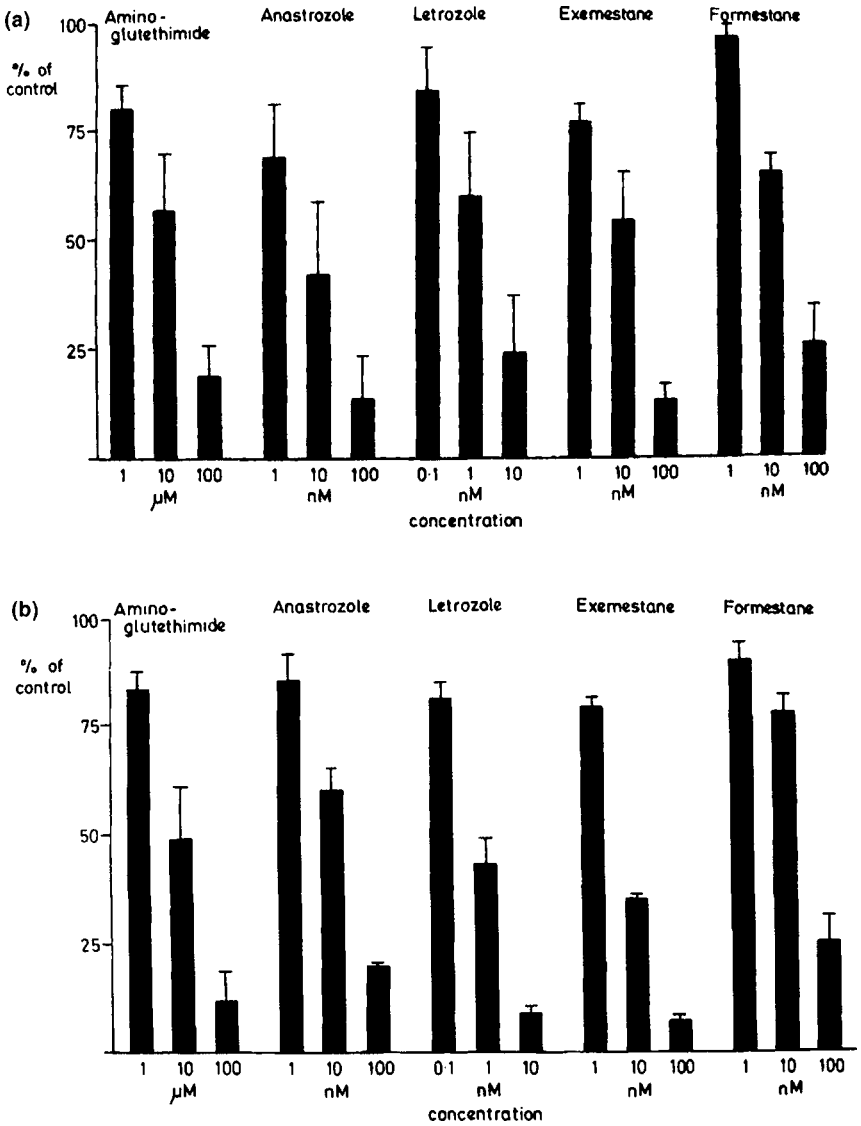 (a)
Amino-
glutethimide
Anastrozole
Letrozole
Exemestane
Formestane
% of
control
100
75
50
25
1 10 100
µM
1 10 100
nM
0·1 1 10
nM
1 10 100
nM
1 10 100
nM
concentration
(b)
Amino-
glutethimide
Anastrozole
Letrozole
Exemestane
Formestane
% of
control
100
75
50
25
1 10 100
µM
1 10 100
nM
0·1 1 10
nM
1 10 100
nM
1 10 100
nM
concentration